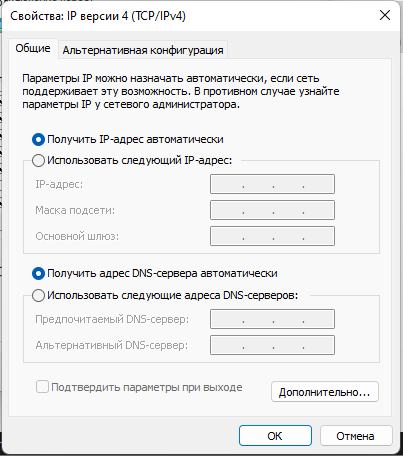 Свойства: IP версии 4 (TCP/IPv4)
Общие
Альтернативная конфигурация
Параметры IP можно назначать автоматически, если сеть
поддерживает эту возможность. В противном случае узнайте
параметры IP у сетевого администратора.
Получить IP-адрес автоматически
Использовать следующий IP-адрес:
IP-адрес:
Маска подсети:
Основной шлюз:
Получить адрес DNS-сервера автоматически
Использовать следующие адреса DNS-серверов:
Предпочитаемый DNS-сервер:
Альтернативный DNS-сервер:
Подтвердить параметры при выходе
Дополнительно...
ОК
Отмена